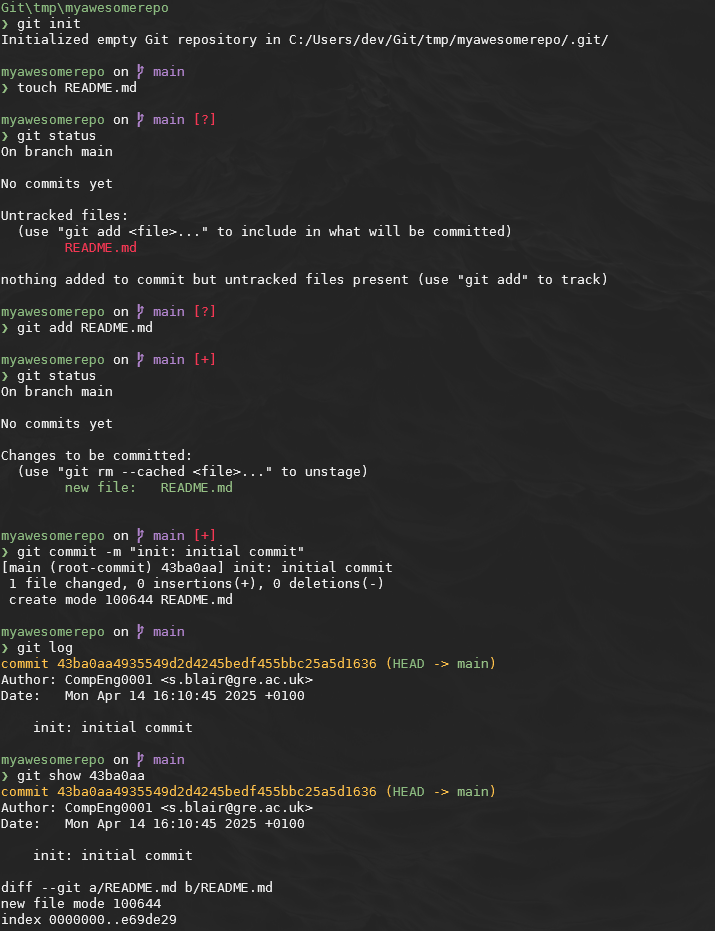 Git\tmp\myawesomerepo
❯ git init
Initialized empty Git repository in C:/Users/dev/Git/tmp/myawesomerepo/.git/
myawesomerepo on main
❯ touch README.md
myawesomerepo on main [?]
❯ git status
On branch main
No commits yet
Untracked files:
  (use "git add <file>..." to include in what will be committed)
        README.md
nothing added to commit but untracked files present (use "git add" to track)
myawesomerepo on main [?]
❯ git add README.md
myawesomerepo on main [+]
❯ git status
On branch main
No commits yet
Changes to be committed:
  (use "git rm --cached <file>..." to unstage)
        new file:   README.md
myawesomerepo on main [+]
❯ git commit -m "init: initial commit"
[main (root-commit) 43ba0aa] init: initial commit
 1 file changed, 0 insertions(+), 0 deletions(-)
 create mode 100644 README.md
myawesomerepo on main
❯ git log
commit 43ba0aa4935549d2d4245bedf455bbc25a5d1636 (HEAD -> main)
Author: CompEng0001 <s.blair@gre.ac.uk>
Date:   Mon Apr 14 16:10:45 2025 +0100
    init: initial commit
myawesomerepo on main
❯ git show 43ba0aa
commit 43ba0aa4935549d2d4245bedf455bbc25a5d1636 (HEAD -> main)
Author: CompEng0001 <s.blair@gre.ac.uk>
Date:   Mon Apr 14 16:10:45 2025 +0100
    init: initial commit
diff --git a/README.md b/README.md
new file mode 100644
index 0000000..e69de29